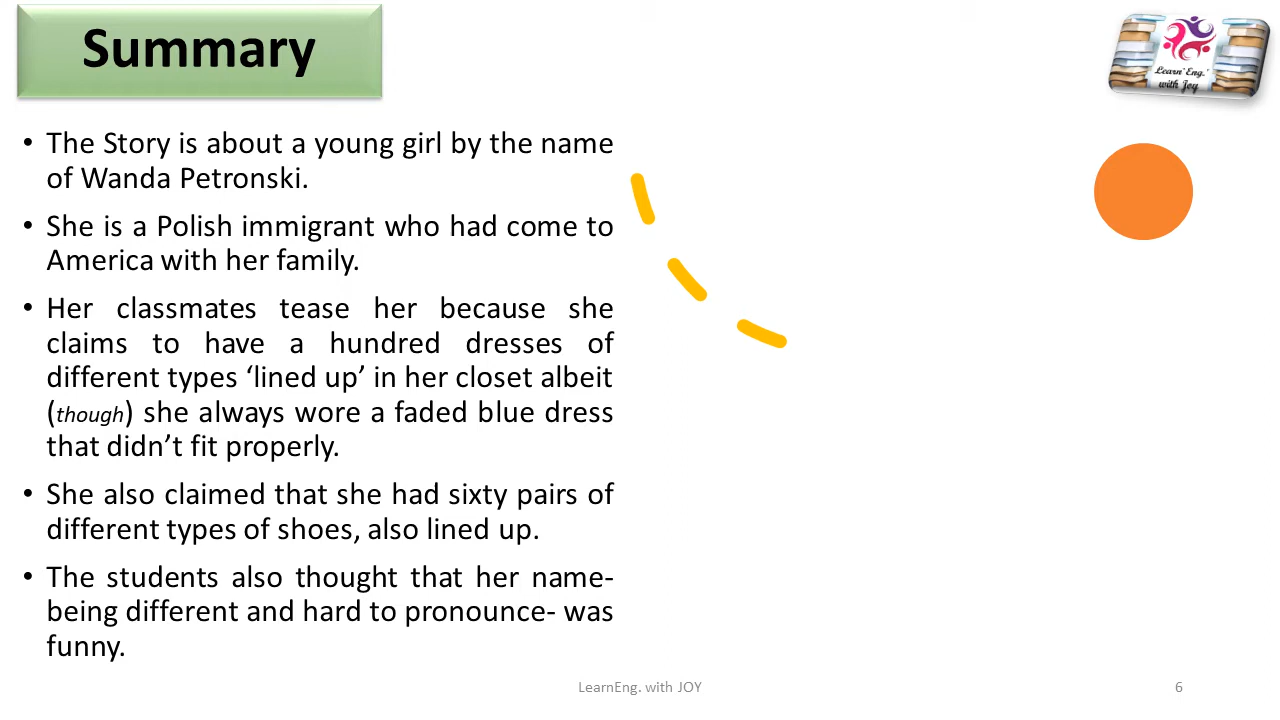 Summary
Learn' Eng.'
with Joy
• The Story is about a young girl by the name
of Wanda Petronski.
• She is a Polish immigrant who had come to
America with her family.
• Her classmates tease her because she
claims to have a hundred dresses of
different types ‘lined up’ in her closet albeit
(though) she always wore a faded blue dress
that didn’t fit properly.
• She also claimed that she had sixty pairs of
different types of shoes, also lined up.
• The students also thought that her name-
being different and hard to pronounce- was
funny.
LearnEng. with JOY
6